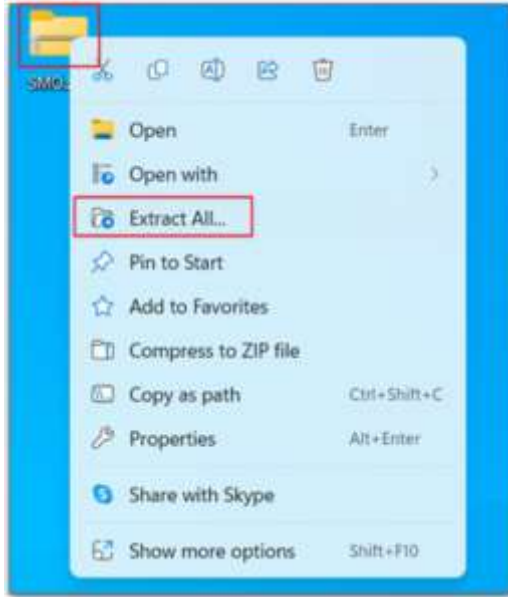 Open Enter
Open with
Extract All...
Pin to Start
Add to Favorites
Compress to ZIP file
Copy as path Ctrl+Shift+C
Properties Alt+Enter
Share with Skype
Show more options Shift+F10